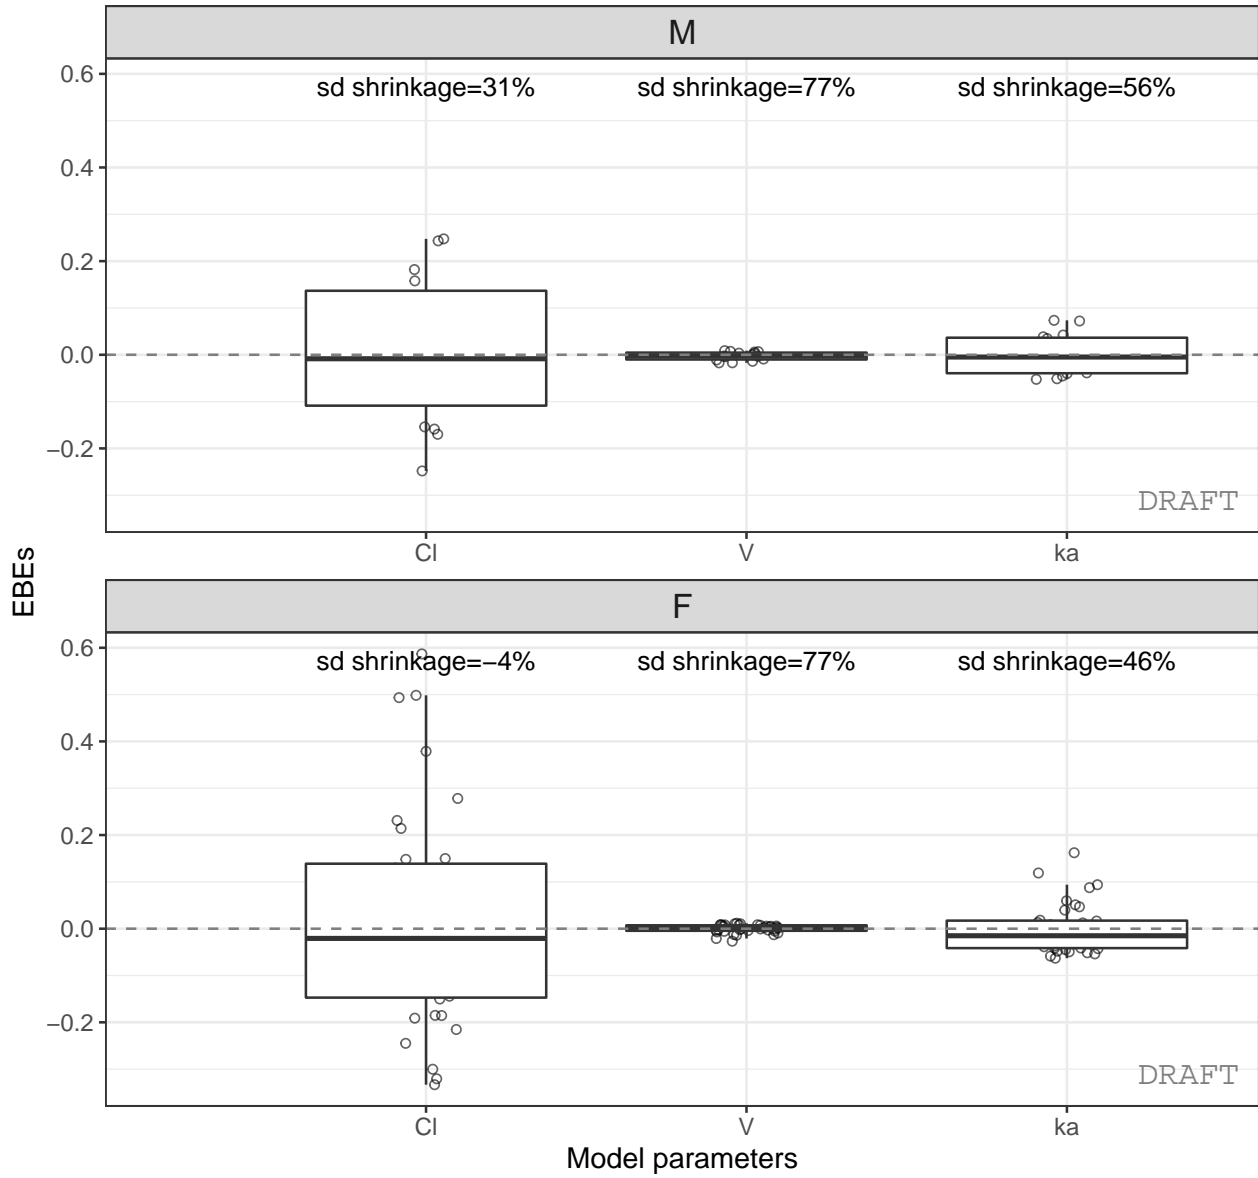 M
0.6
sd shrinkage=31% sd shrinkage=77% sd shrinkage=56%
0.4
0.2
0.0
−0.2
DRAFT
Cl V ka
EBEs
F
0.6
sd shrinkage=−4% sd shrinkage=77% sd shrinkage=46%
0.4
0.2
0.0
−0.2
DRAFT
Cl V ka
Model parameters